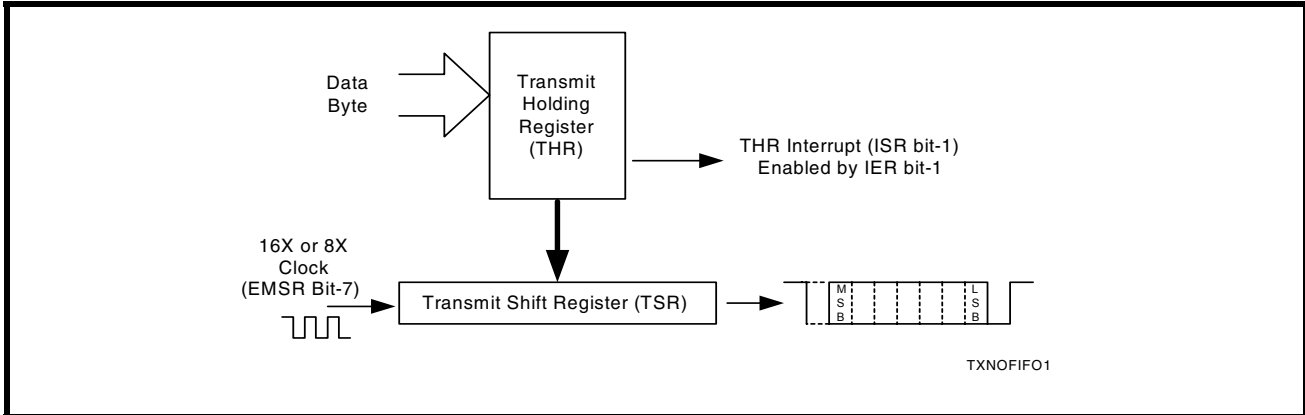 Data
Byte
Transmit
Holding
Register
(THR)
THR Interrupt (ISR bit-1)
Enabled by IER bit-1
16X or 8X
Clock
(EMSR Bit-7)
Transmit Shift Register (TSR)
M
S
B
L
S
B
TXNOFIFO1